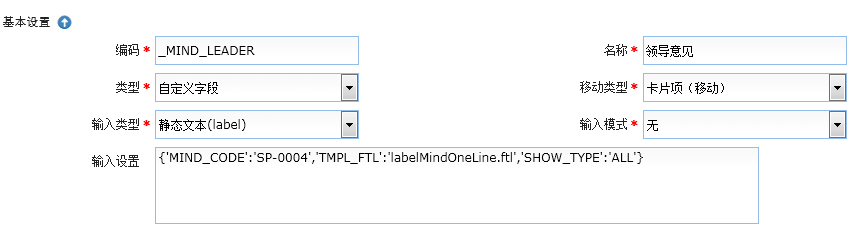 基本设置
编码* _MIND_LEADER 名称* 领导意见
类型* 自定义字段 移动类型* 卡片项（移动）
输入类型* 静态文本(label) 输入模式* 无
输入设置 {'MIND_CODE':'SP-0004','TMPL_FTL':'labelMindOneLine.ftl','SHOW_TYPE':'ALL'}